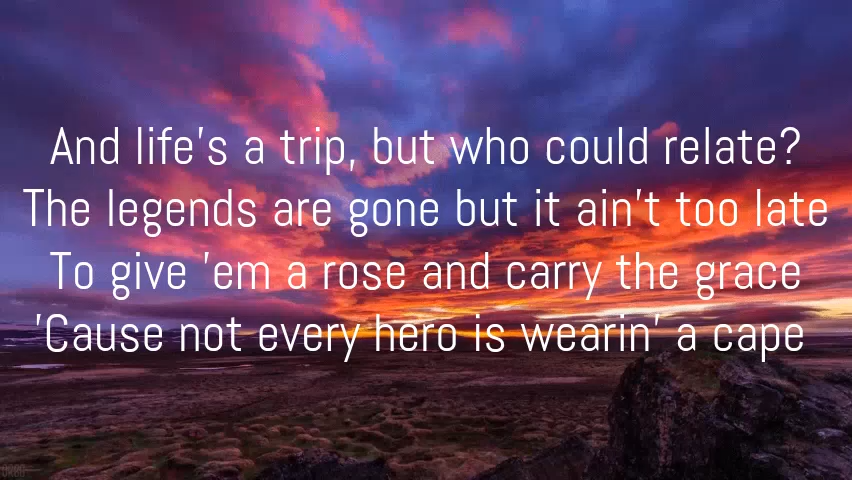 And life's a trip, but who could relate?
The legends are gone but it ain't too late
To give 'em a rose and carry the grace
'Cause not every hero is wearin' a cape